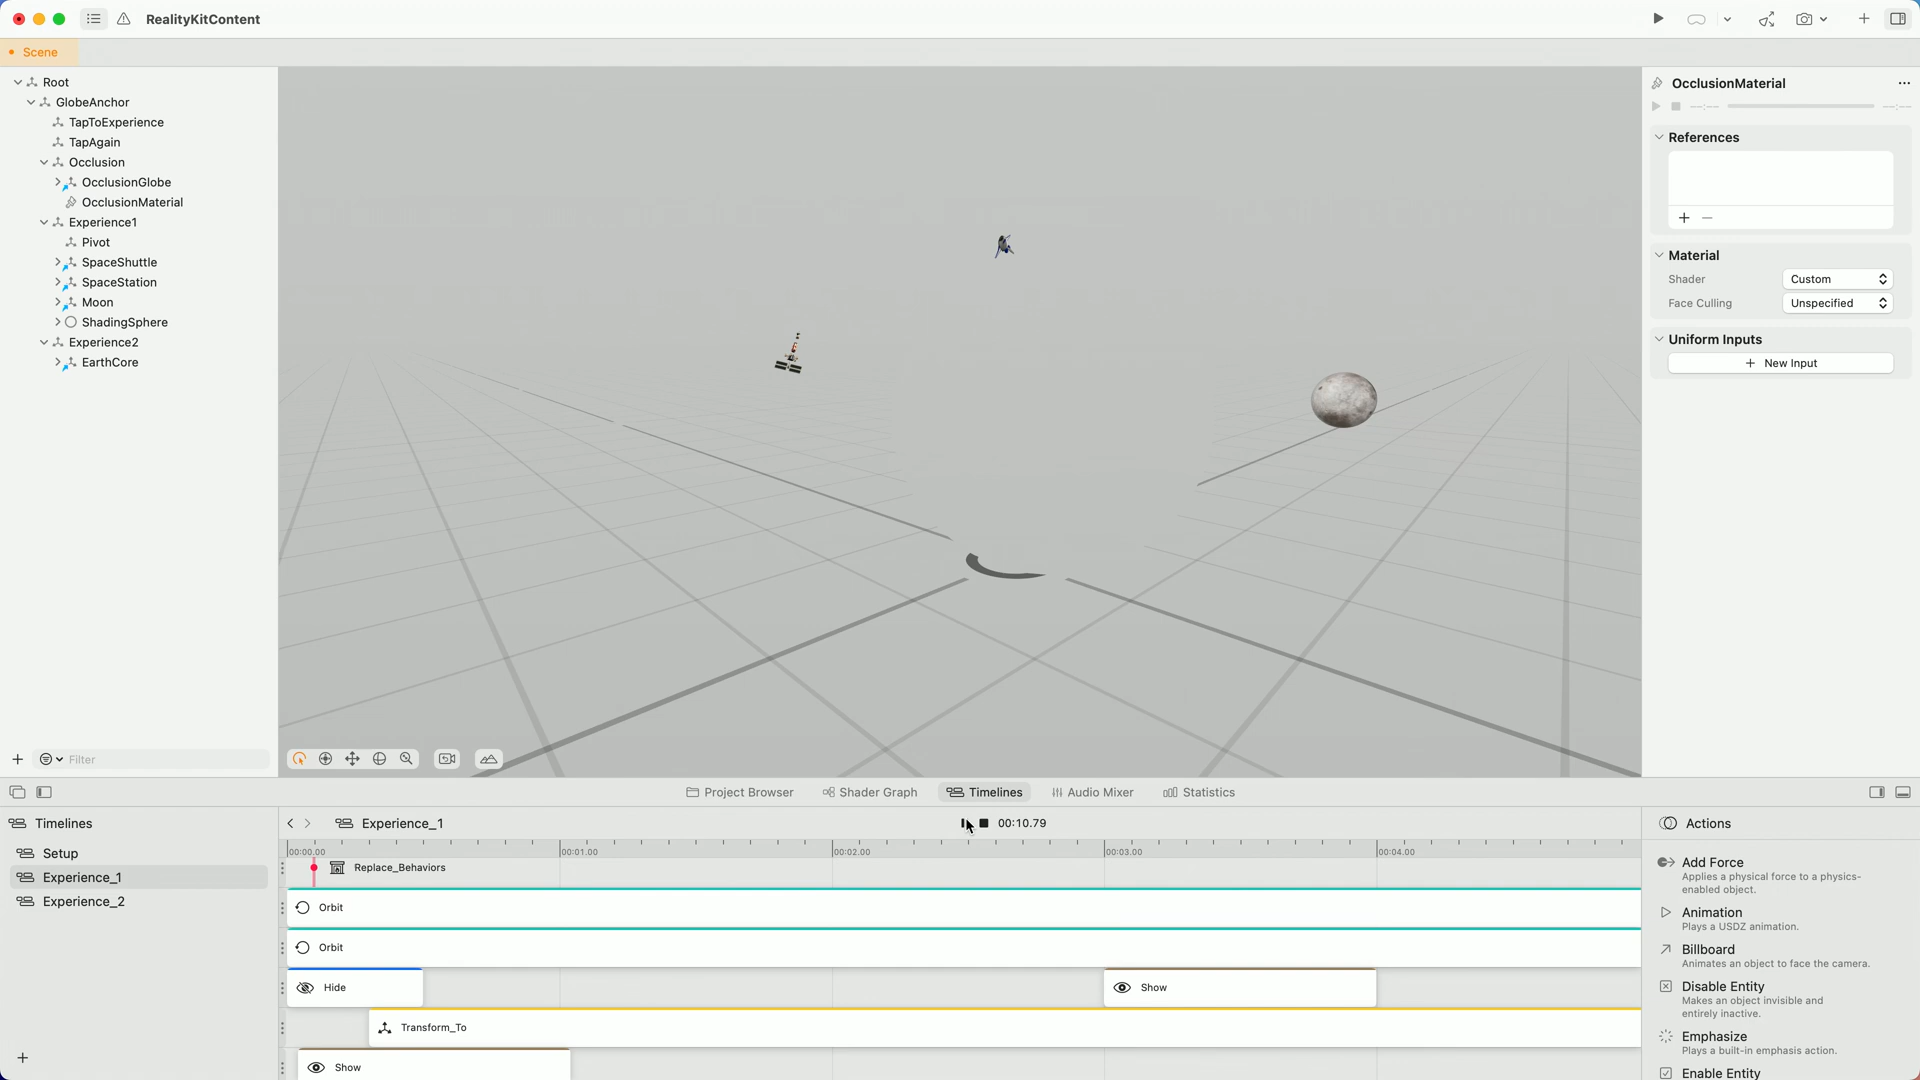 RealityKitContent
Scene
Root
GlobeAnchor
TapToExperience
TapAgain
Occlusion
OcclusionGlobe
OcclusionMaterial
Experience1
Pivot
SpaceShuttle
SpaceStation
Moon
ShadingSphere
Experience2
EarthCore
Filter
OcclusionMaterial
--:--
--:--
References
Material
Shader Custom
Face Culling Unspecified
Uniform Inputs
New Input
Project Browser Shader Graph Timelines Audio Mixer Statistics
Timelines
Setup
Experience_1
Experience_2
Experience_1 00:10.79
00:00.00 00:01.00 00:02.00 00:03.00 00:04.00
Replace_Behaviors
Orbit
Orbit
Hide Show
Transform_To
Show
Actions
Add Force
Applies a physical force to a physics-
enabled object.
Animation
Plays a USDZ animation.
Billboard
Animates an object to face the camera.
Disable Entity
Makes an object invisible and
entirely inactive.
Emphasize
Plays a built-in emphasis action.
Enable Entity